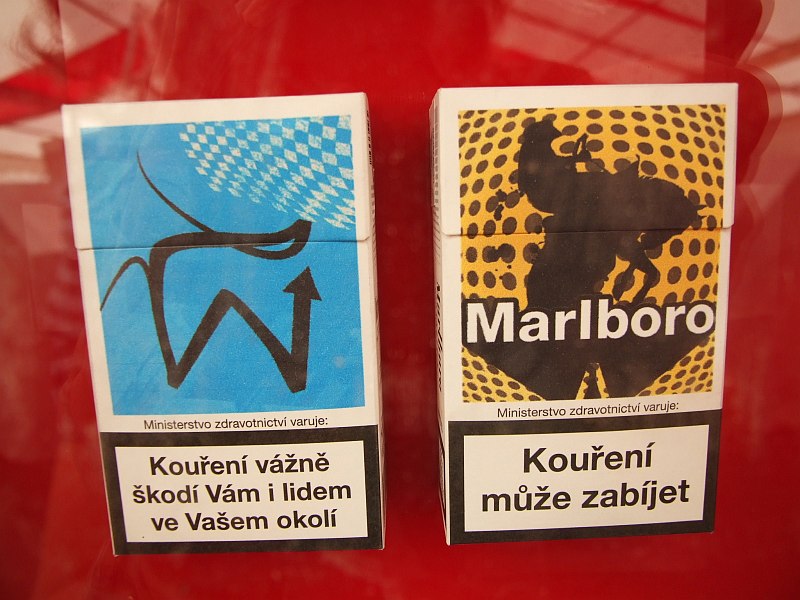 Ministerstvo zdravotnictví varuje:
Kouření vážně
škodí Vám i lidem
ve Vašem okolí
Marlboro
Ministerstvo zdravotnictví varuje:
Kouření
může zabíjet